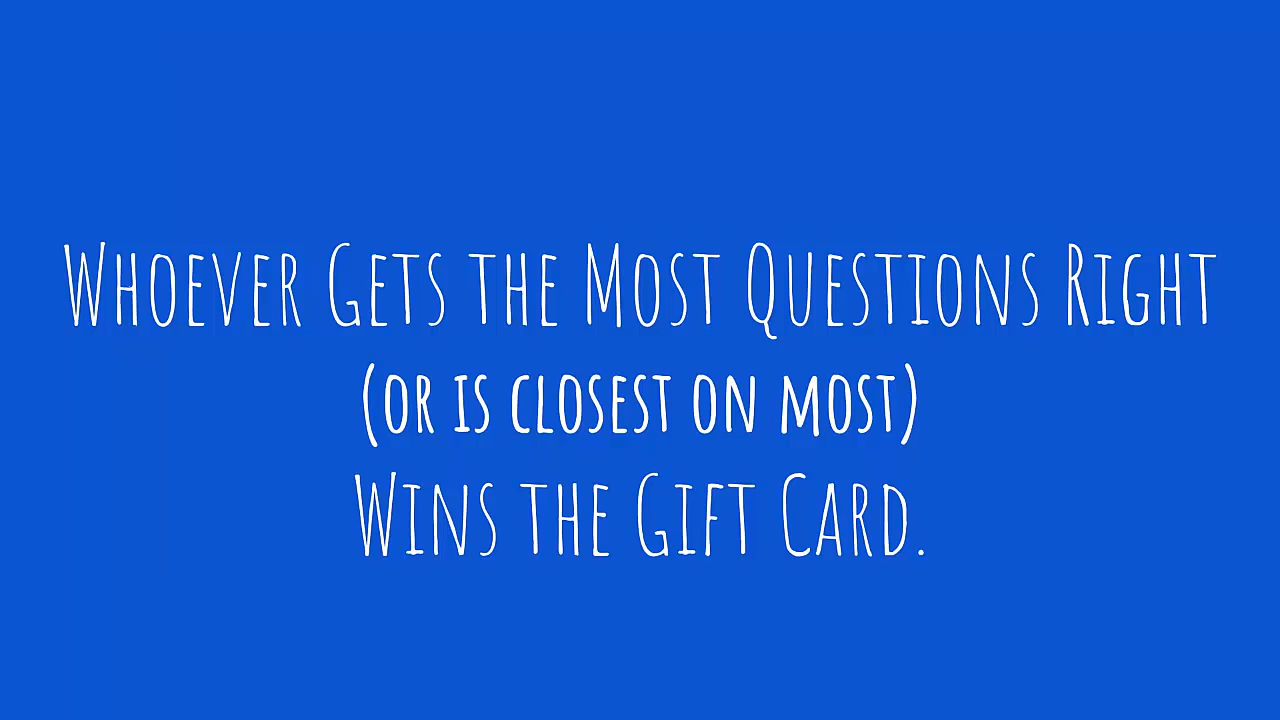 Whoever Gets the Most Questions Right
(or is closest on most)
Wins the Gift Card.